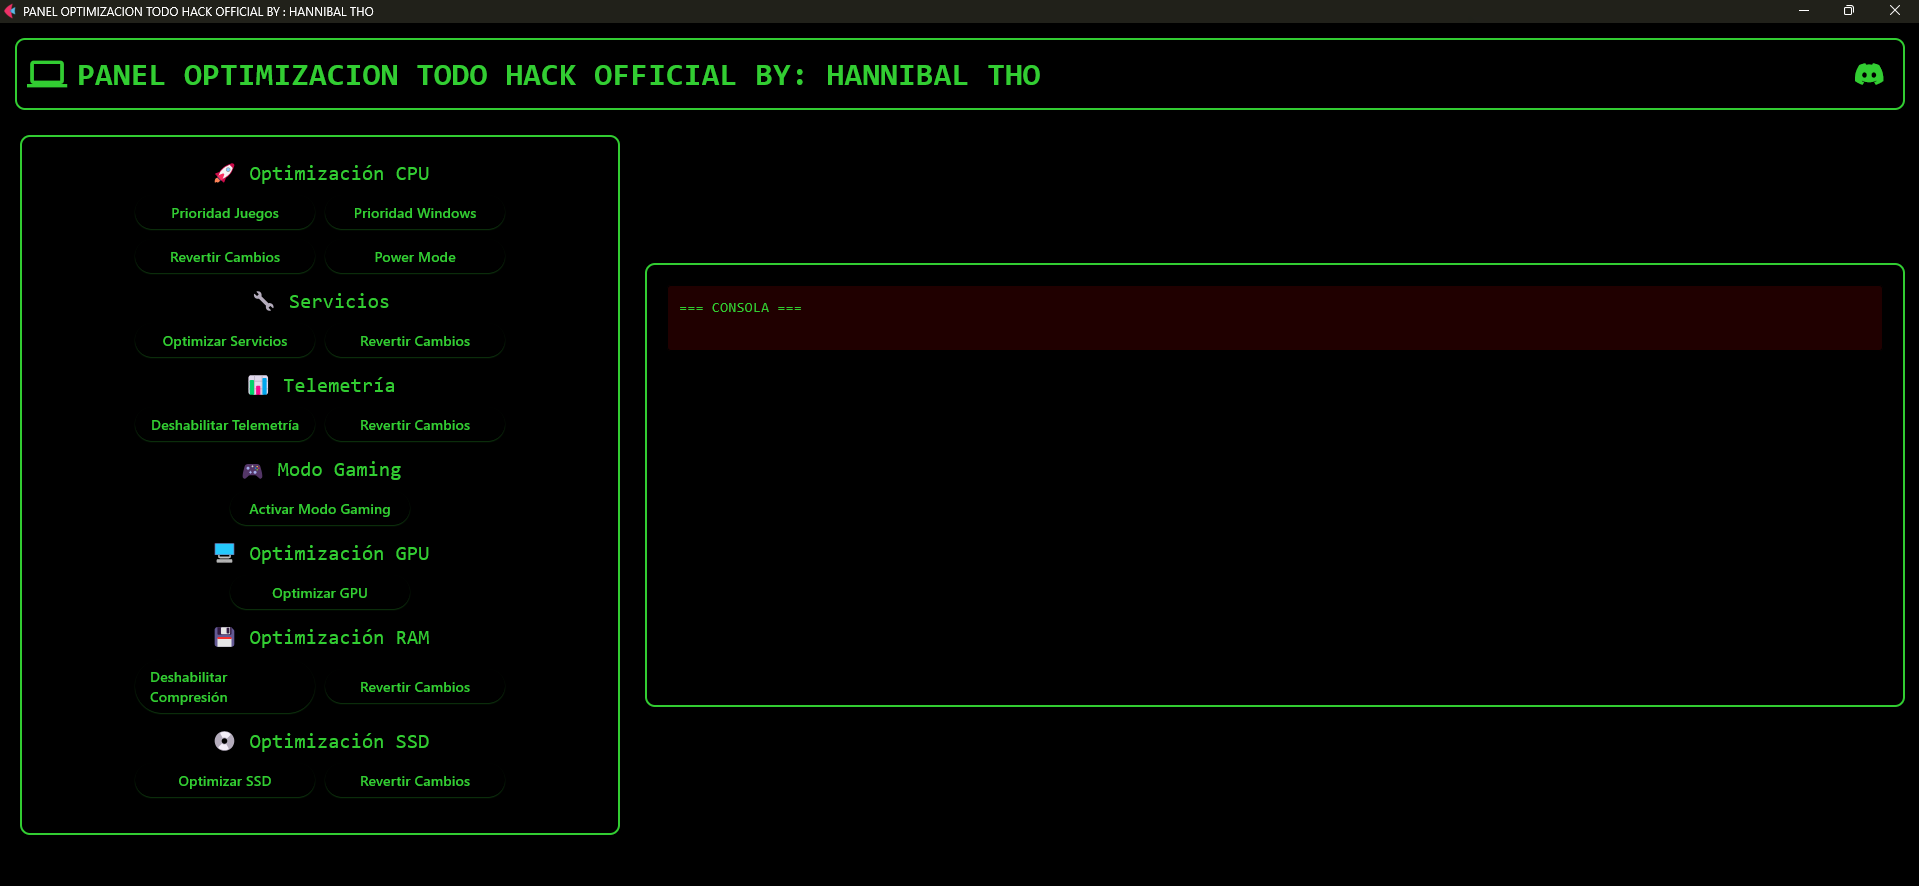 PANEL OPTIMIZACION TODO HACK OFFICIAL BY : HANNIBAL THO
PANEL OPTIMIZACION TODO HACK OFFICIAL BY: HANNIBAL THO
Optimización CPU
Prioridad Juegos
Prioridad Windows
Revertir Cambios
Power Mode
Servicios
Optimizar Servicios
Revertir Cambios
Telemetría
Deshabilitar Telemetría
Revertir Cambios
Modo Gaming
Activar Modo Gaming
Optimización GPU
Optimizar GPU
Optimización RAM
Deshabilitar
Compresión
Revertir Cambios
Optimización SSD
Optimizar SSD
Revertir Cambios
=== CONSOLA ===